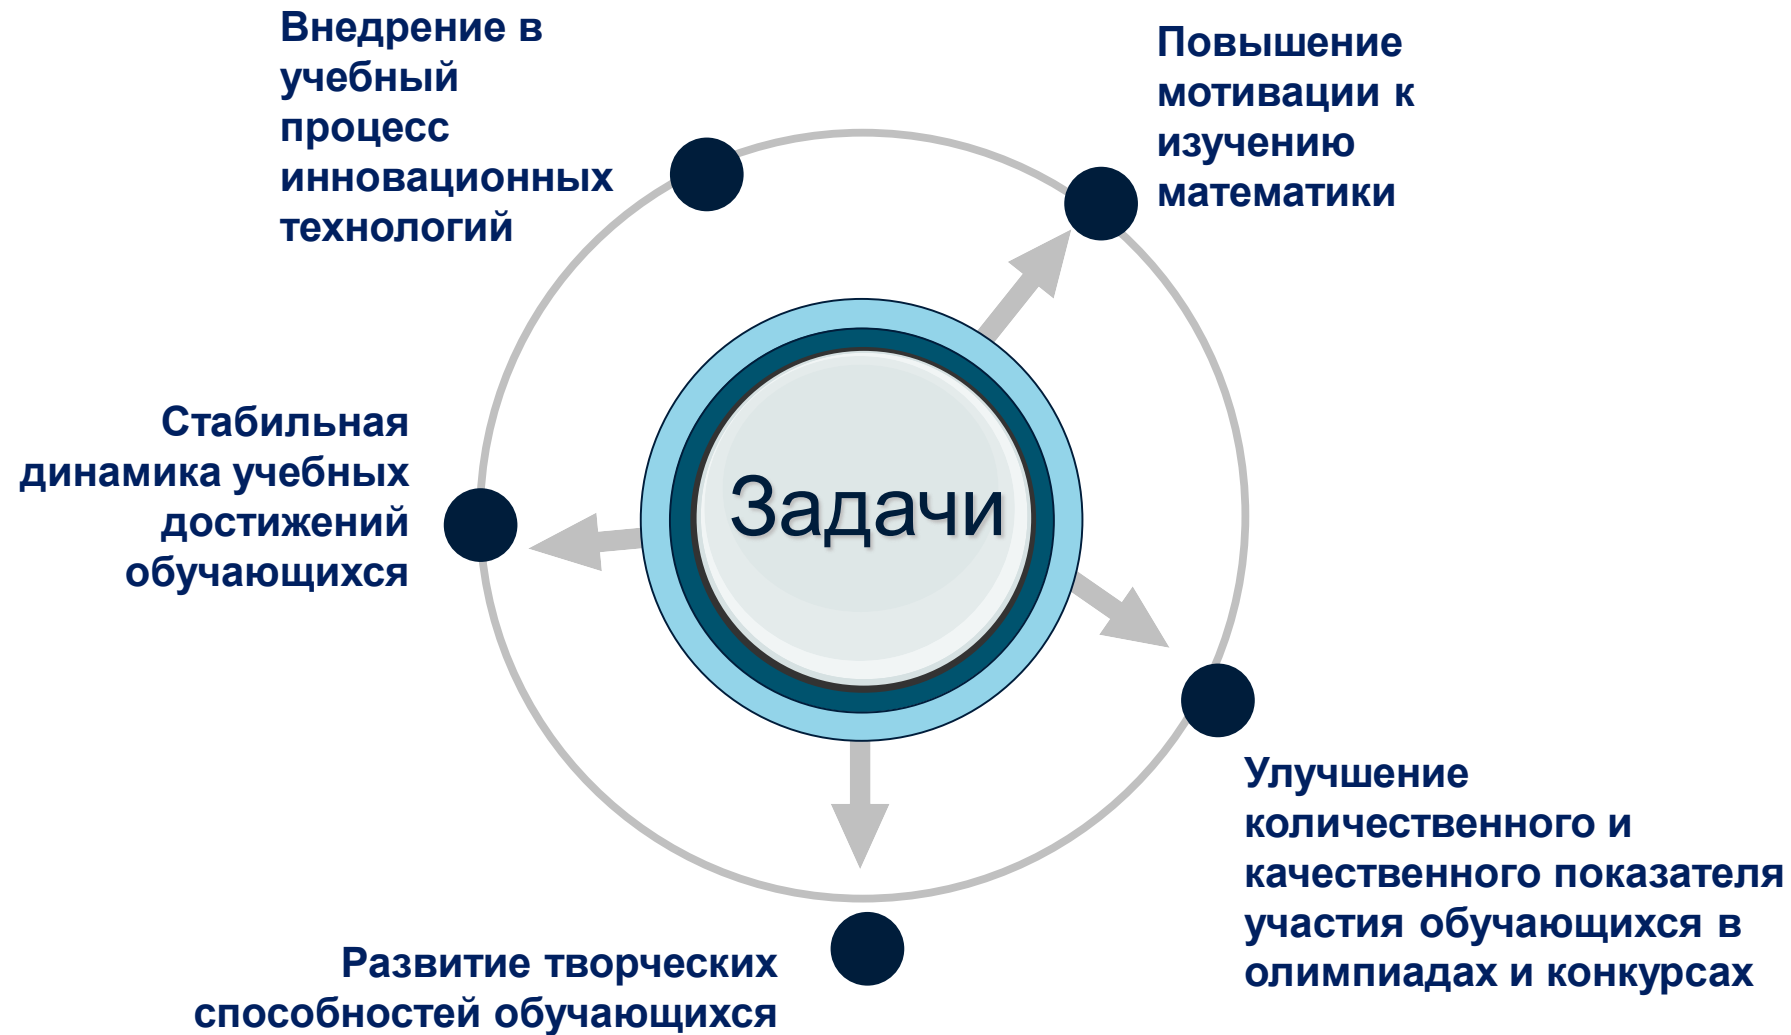 Внедрение в
учебный
процесс
инновационных
технологий
Повышение
мотивации к
изучению
математики
Стабильная
динамика учебных
достижений
обучающихся
Задачи
Улучшение
количественного и
качественного показателя
участия обучающихся в
олимпиадах и конкурсах
Развитие творческих
способностей обучающихся